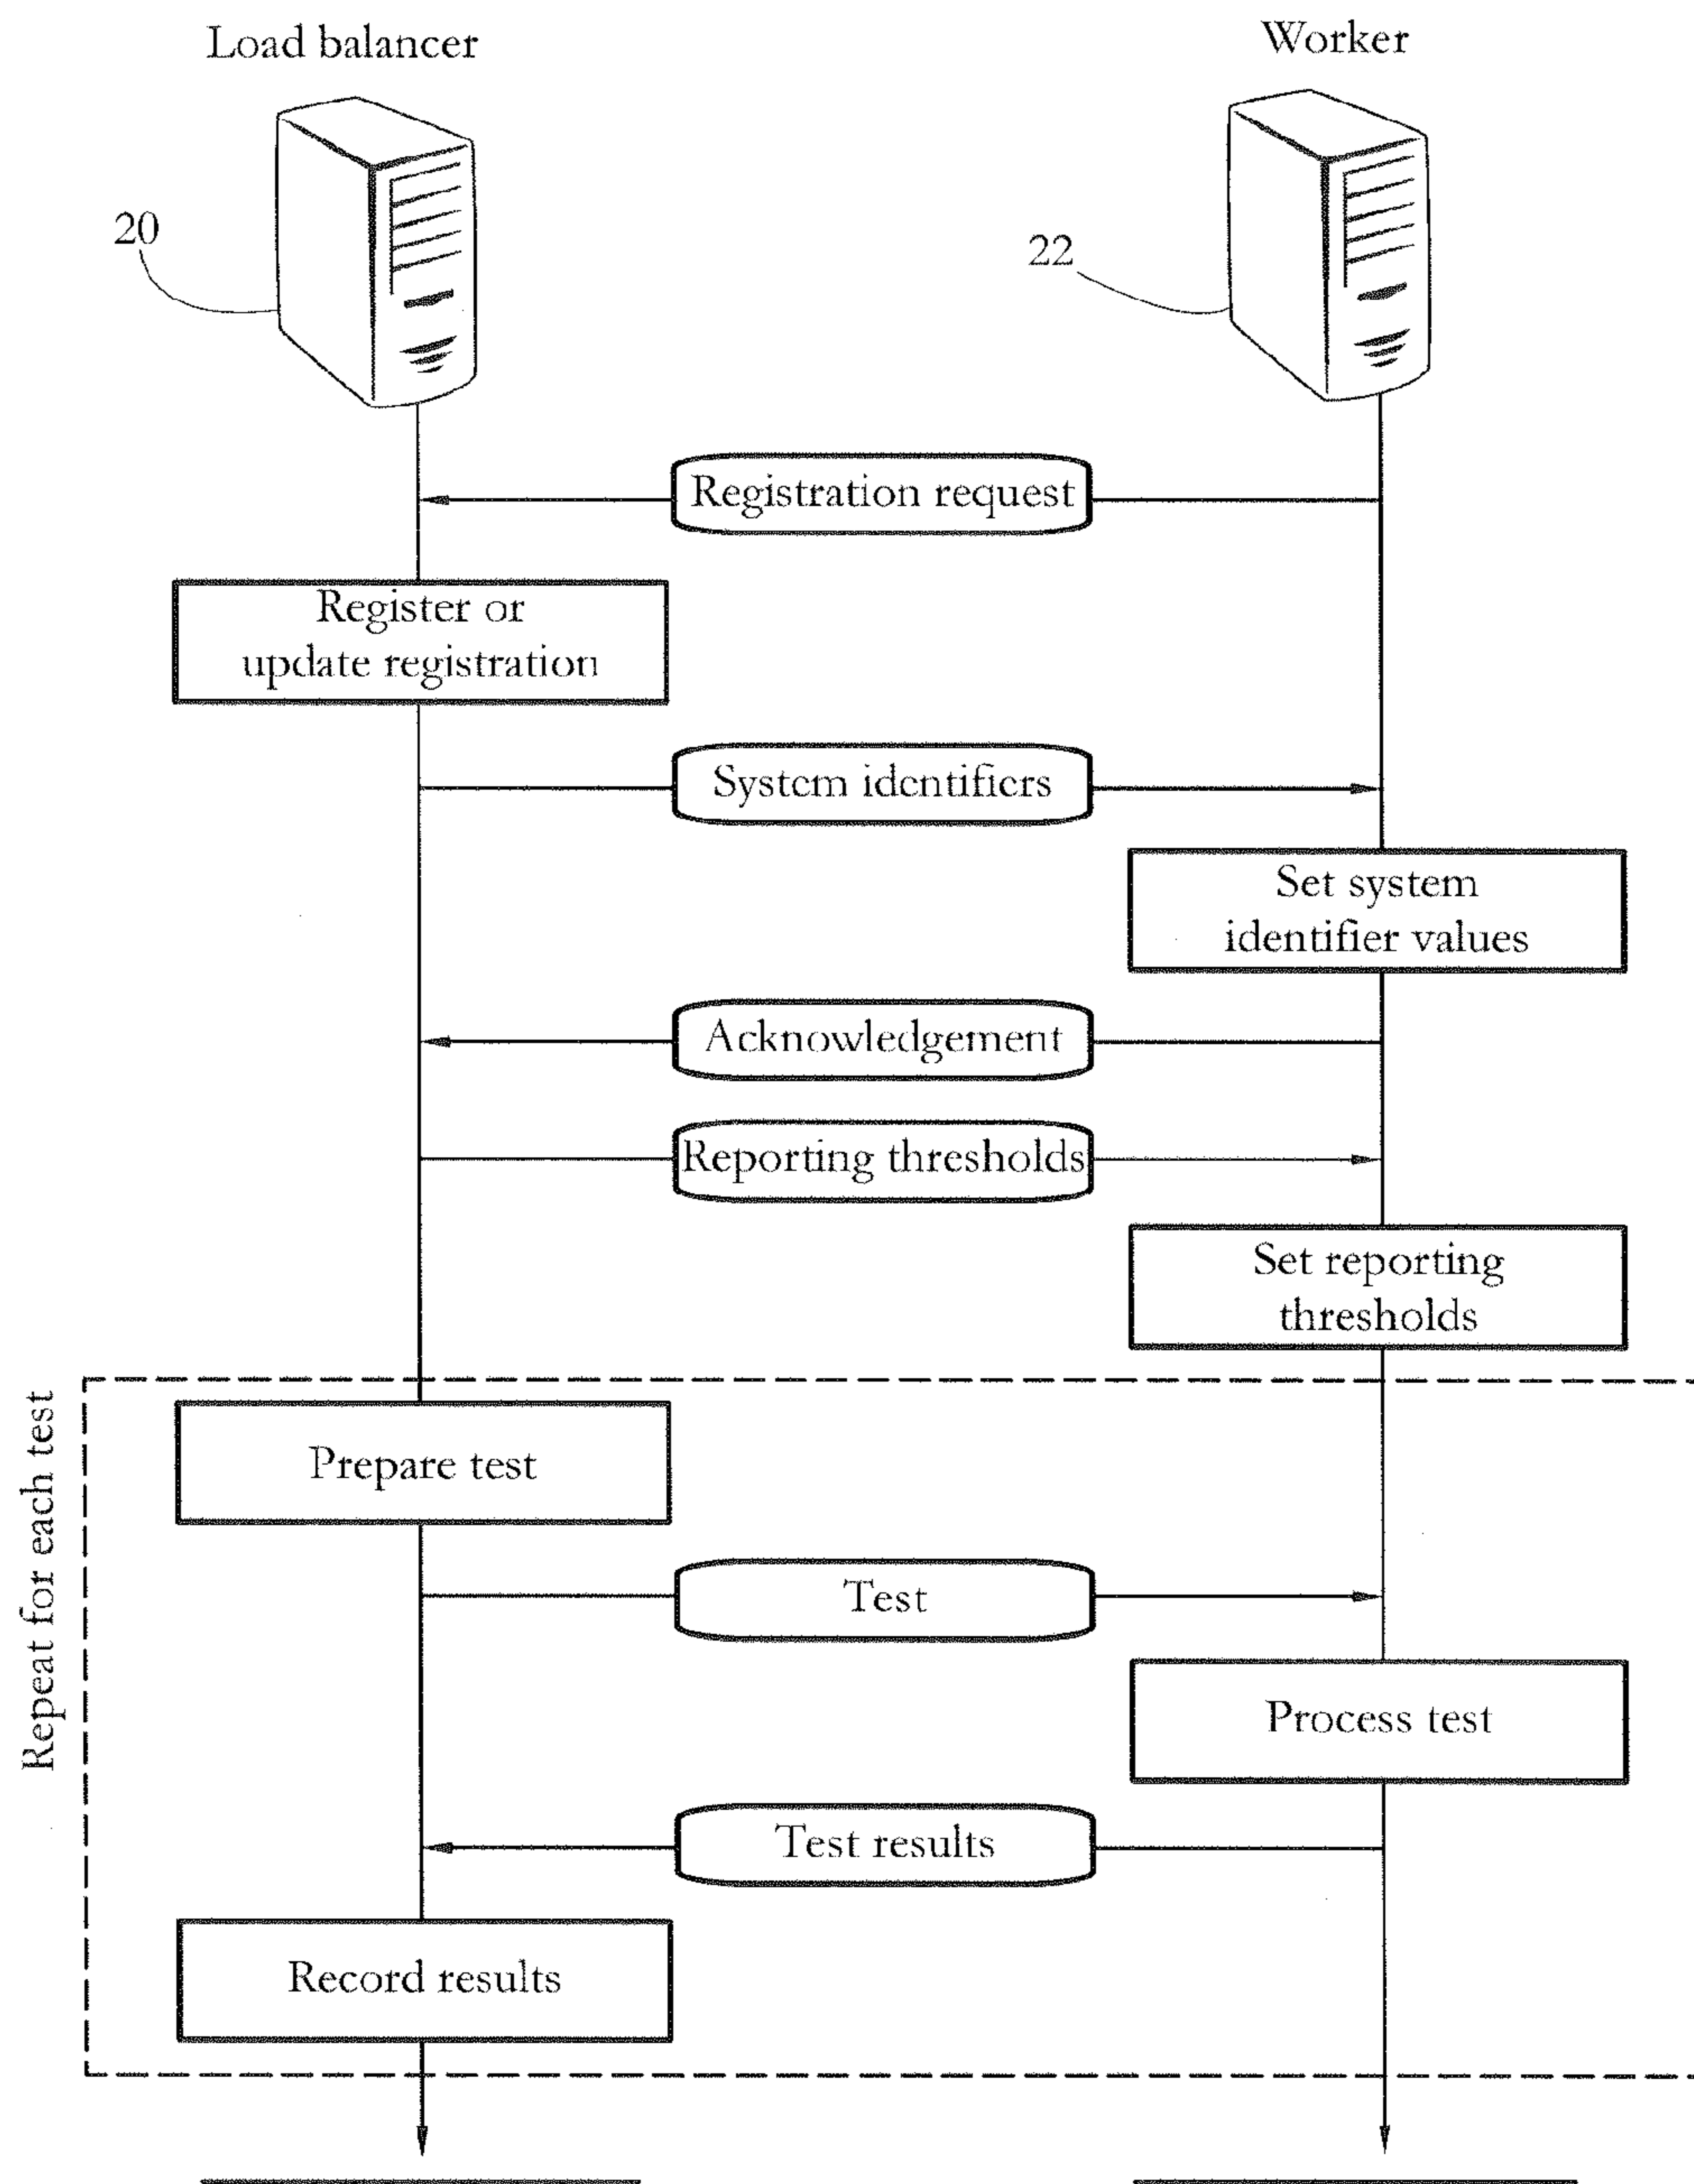 Load balancer
Worker
20
22
Registration request
Register or
update registration
System identifiers
Set system
identifier values
Acknowledgement
Reporting thresholds
Set reporting
thresholds
Repeat for each test
Prepare test
Test
Process test
Test results
Record results